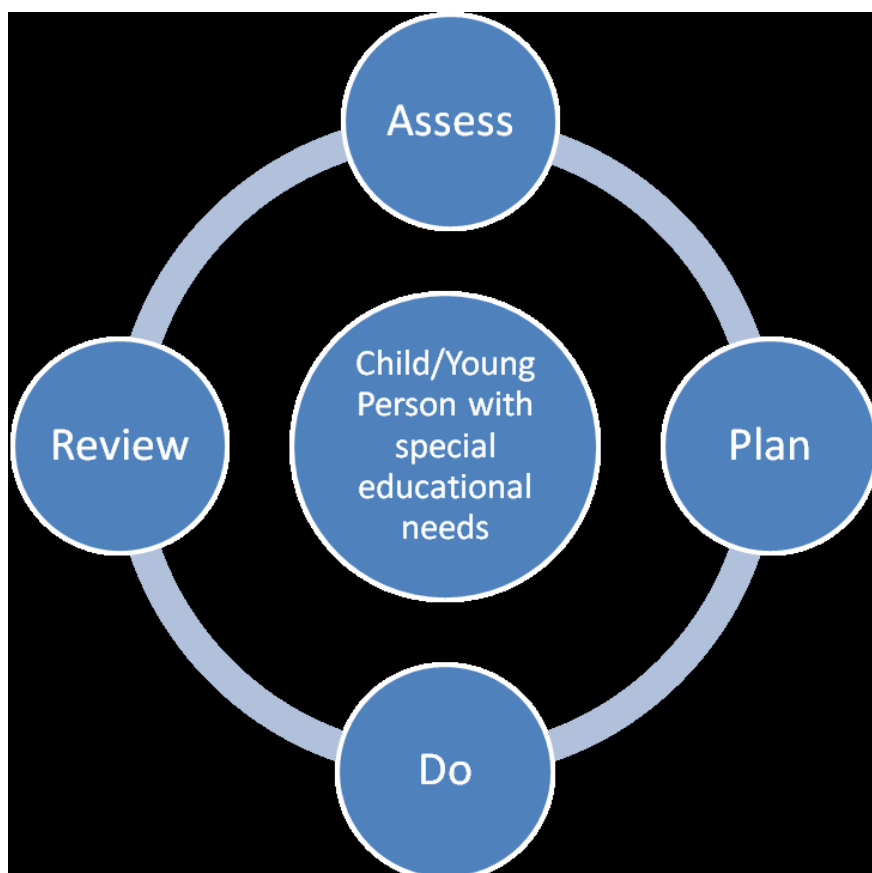 Assess
Child/Young
Person with
special
educational
needs
Review
Plan
Do